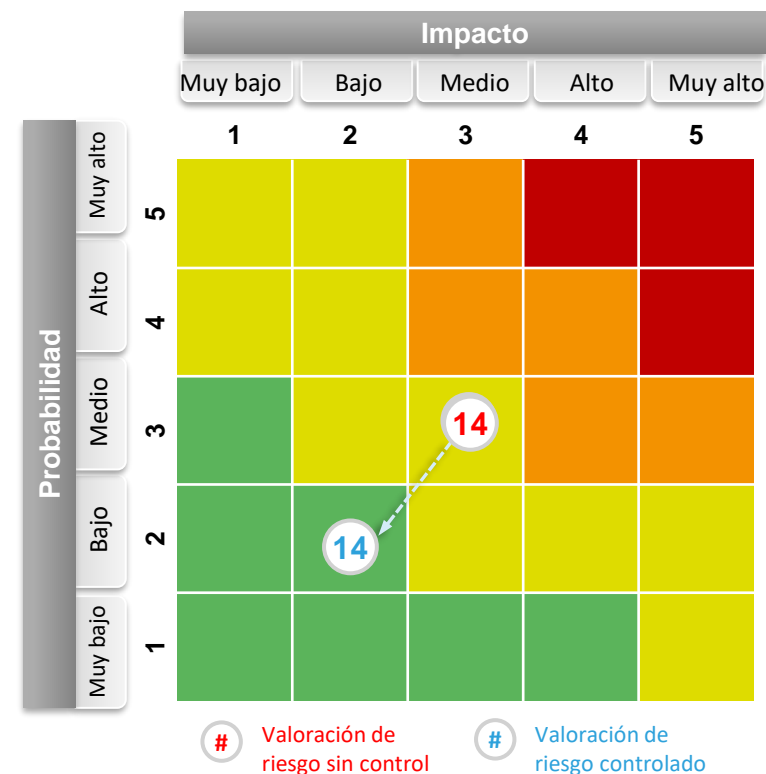 Impacto
Muy bajo Bajo Medio Alto Muy alto
1 2 3 4 5
Probabilidad
Muy alto 5
Alto 4
Medio 3
14
Bajo 2
14
Muy bajo 1
# Valoración de
riesgo sin control
# Valoración de
riesgo controlado